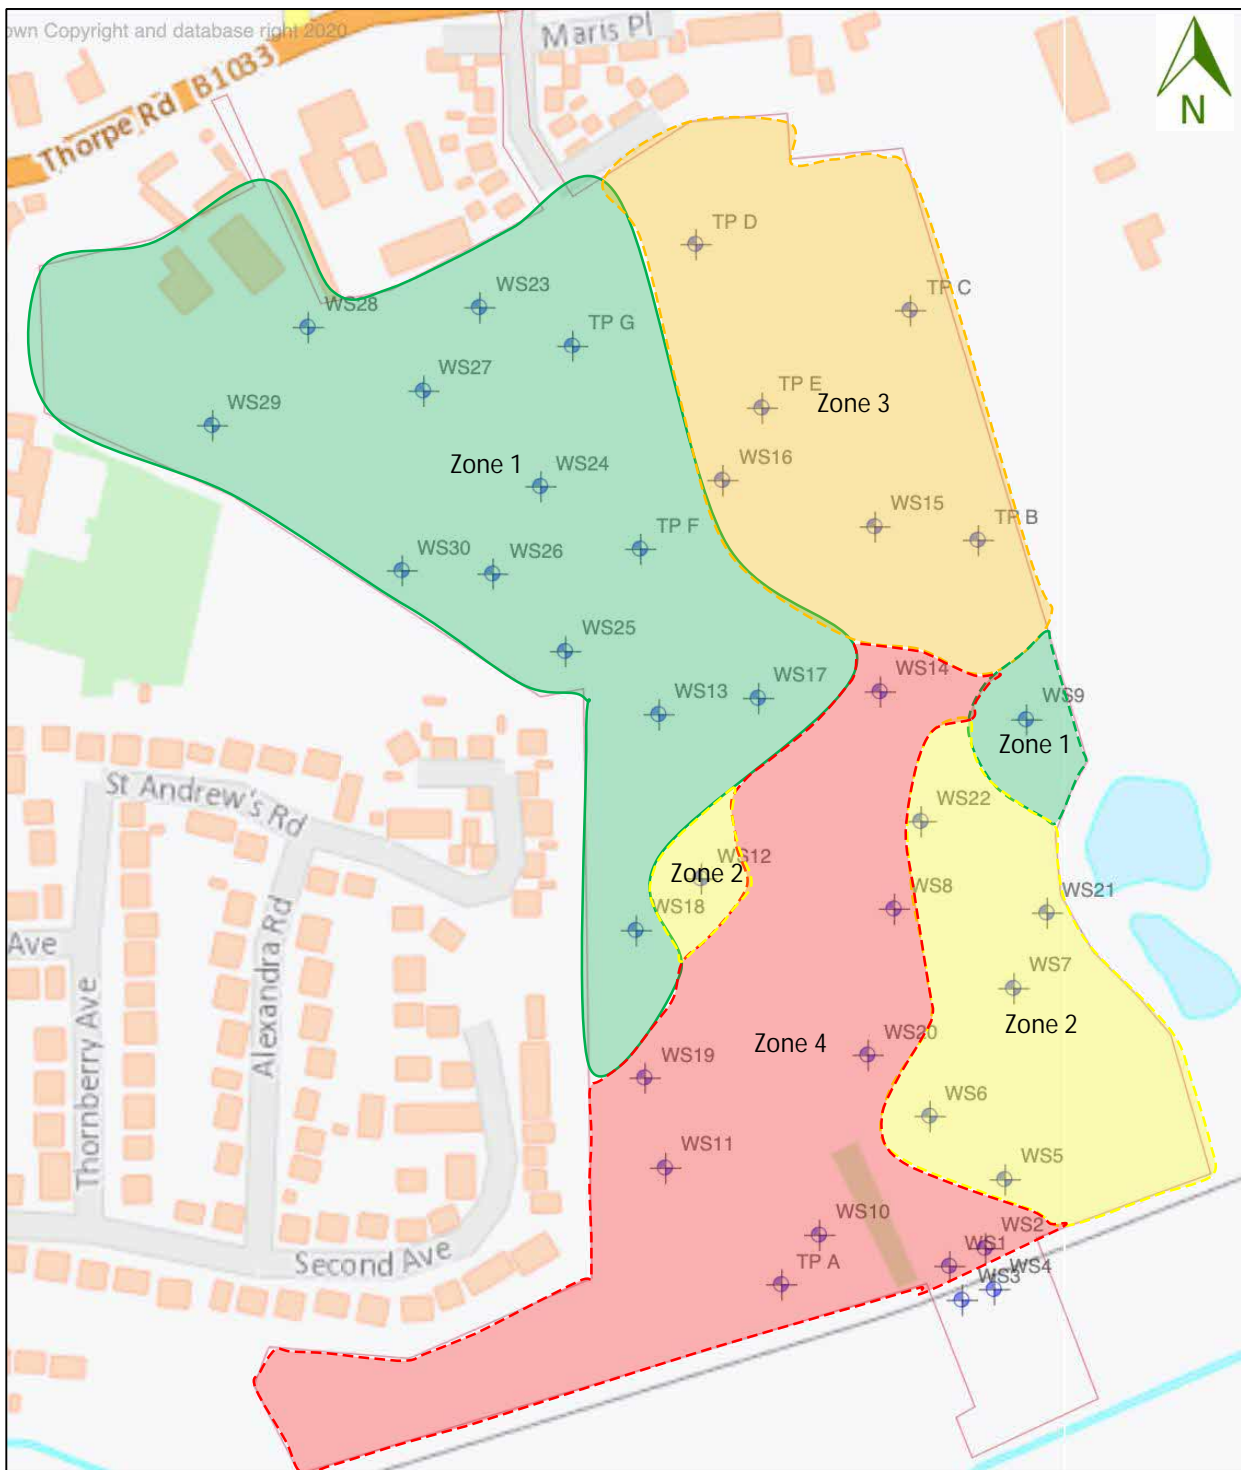 own Copyright and database right 2020
Maris Pl
Thorpe Rd B1033
N
TP D
TP C
WS23
WS28
TP G
WS27
TP E
Zone 3
WS29
WS24
Zone 1
WS16
WS15
TP B
TP F
WS30
WS26
WS25
WS14
WS17
WS13
WS9
Zone 1
St Andrew's Rd
WS22
WS12
Zone 2
WS8
WS21
WS18
Ave
Alexandra Rd
WS7
Thornberry Ave
Zone 2
Zone 4
WS20
WS19
WS6
WS11
WS5
WS10
WS2
WS1
Second Ave
TP A
WS4
WS3